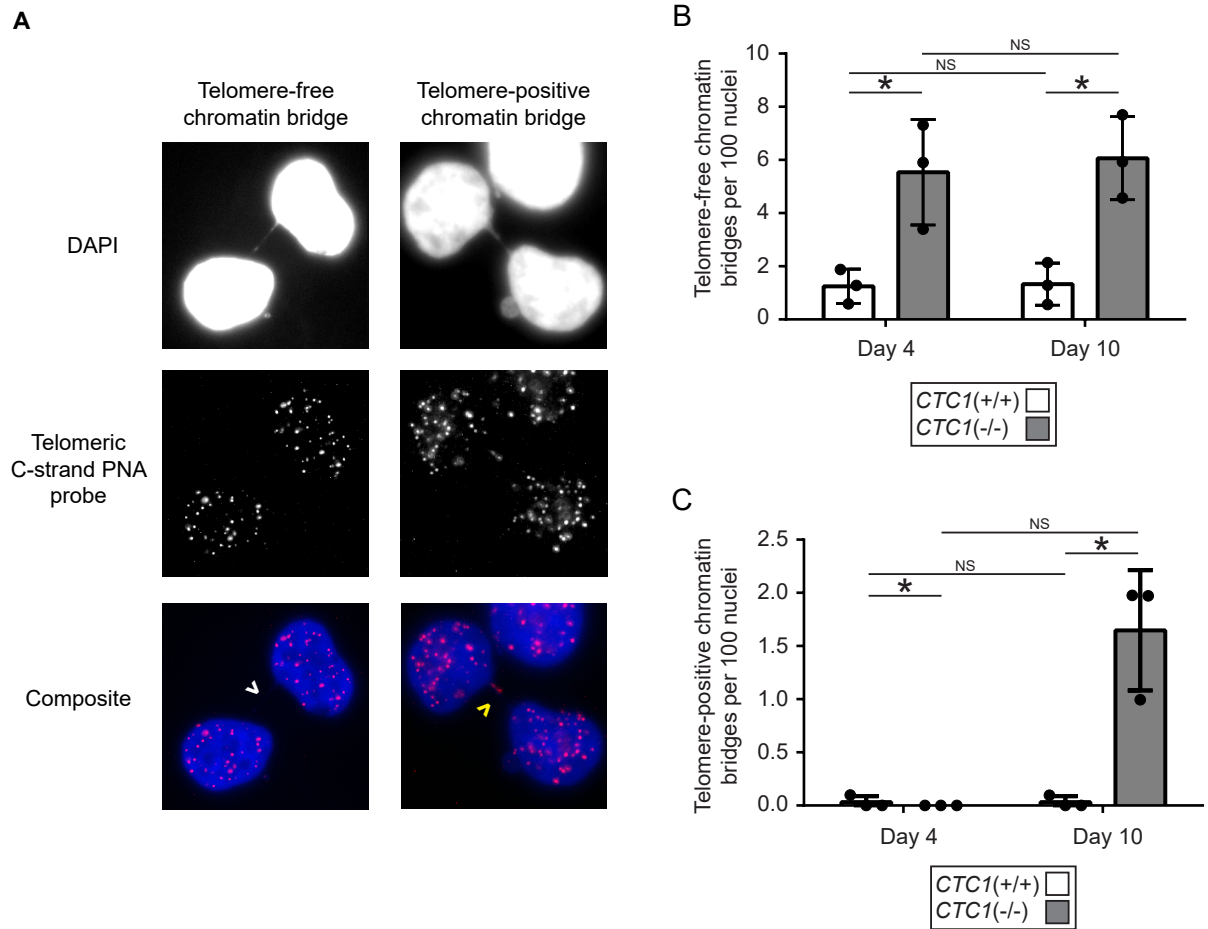 A
Telomere-free
chromatin bridge
Telomere-positive
chromatin bridge
DAPI
Telomeric
C-strand PNA
probe
Composite
B
Telomere-free chromatin
bridges per 100 nuclei
10
8
6
4
2
0
NS
NS
*
*
Day 4
Day 10
CTC1(+/+)
CTC1(-/-)
C
Telomere-positive chromatin
bridges per 100 nuclei
2.5
2.0
1.5
1.0
0.5
0.0
NS
*
NS
*
Day 4
Day 10
CTC1(+/+)
CTC1(-/-)